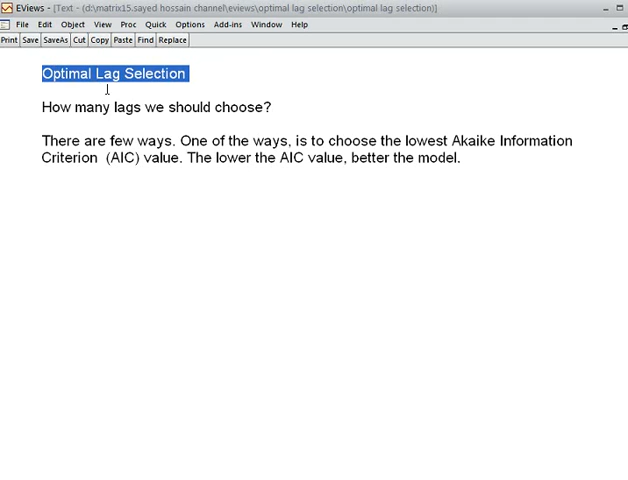 EViews - [Text - (d:\matrix15.sayed hossain channel\eviews\optimal lag selection\optimal lag selection)]
File Edit Object View Proc Quick Options Add-ins Window Help
Print Save SaveAs Cut Copy Paste Find Replace
Optimal Lag Selection
How many lags we should choose?
There are few ways. One of the ways, is to choose the lowest Akaike Information
Criterion (AIC) value. The lower the AIC value, better the model.